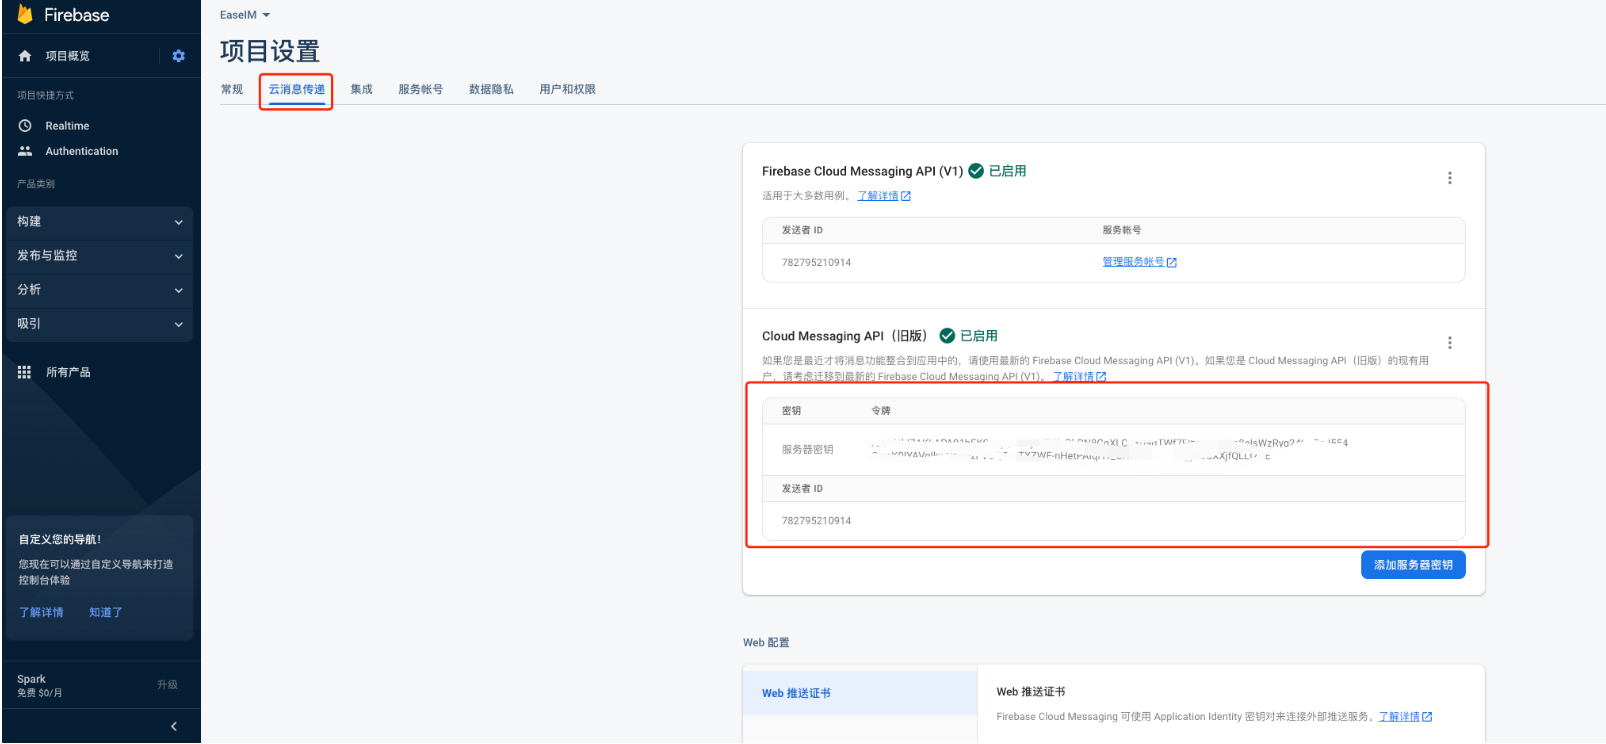 Firebase
项目概览
项目快捷方式
Realtime
Authentication
产品类别
构建
发布与监控
分析
吸引
所有产品
自定义您的导航！
您现在可以通过自定义导航来打造
控制台体验
了解详情 知道了
Spark
免费 $0/月
升级
EaseIM
项目设置
常规 云消息传递 集成 服务帐号 数据隐私 用户和权限
Firebase Cloud Messaging API (V1) 已启用
适用于大多数用例。 了解详情
发送者 ID 服务帐号
782795210914 管理服务帐号
Cloud Messaging API（旧版） 已启用
如果您是最近才将消息功能整合到应用中的，请使用最新的 Firebase Cloud Messaging API (V1)。如果您是 Cloud Messaging API（旧版）的现有用
户，请考虑迁移到最新的 Firebase Cloud Messaging API (V1)。 了解详情
密钥 令牌
服务器密钥
发送者 ID
782795210914
添加服务器密钥
Web 配置
Web 推送证书
Web 推送证书
Firebase Cloud Messaging 可使用 Application Identity 密钥对来连接外部推送服务。 了解详情